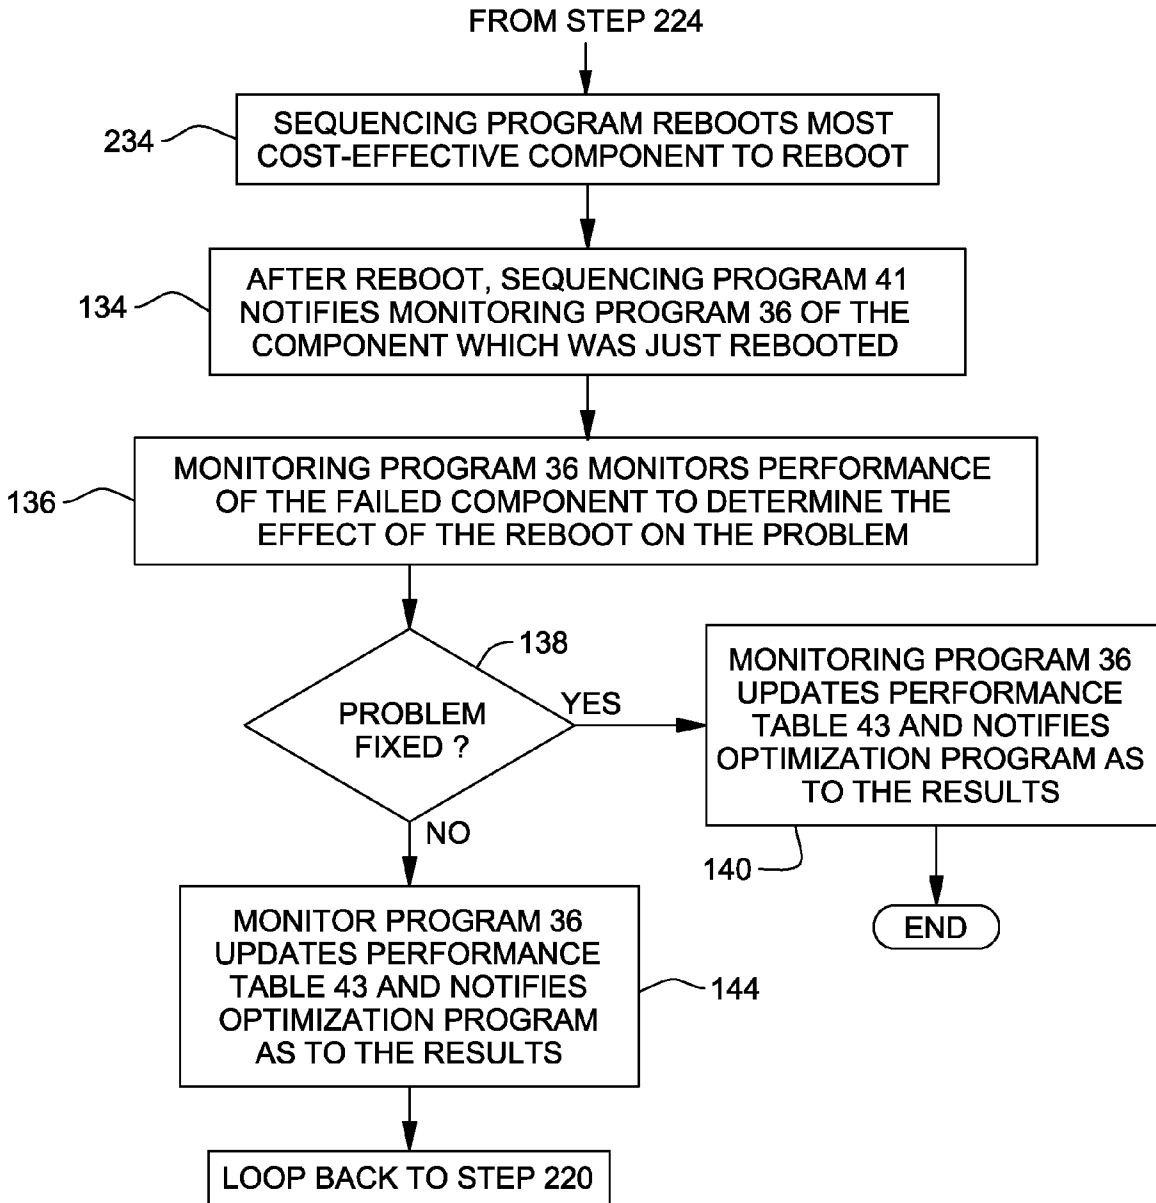 FROM STEP 224
234
SEQUENCING PROGRAM REBOOTS MOST
COST-EFFECTIVE COMPONENT TO REBOOT
134
AFTER REBOOT, SEQUENCING PROGRAM 41
NOTIFIES MONITORING PROGRAM 36 OF THE
COMPONENT WHICH WAS JUST REBOOTED
136
MONITORING PROGRAM 36 MONITORS PERFORMANCE
OF THE FAILED COMPONENT TO DETERMINE THE
EFFECT OF THE REBOOT ON THE PROBLEM
138
PROBLEM
FIXED ?
YES
MONITORING PROGRAM 36
UPDATES PERFORMANCE
TABLE 43 AND NOTIFIES
OPTIMIZATION PROGRAM AS
TO THE RESULTS
140
END
NO
MONITOR PROGRAM 36
UPDATES PERFORMANCE
TABLE 43 AND NOTIFIES
OPTIMIZATION PROGRAM
AS TO THE RESULTS
144
LOOP BACK TO STEP 220